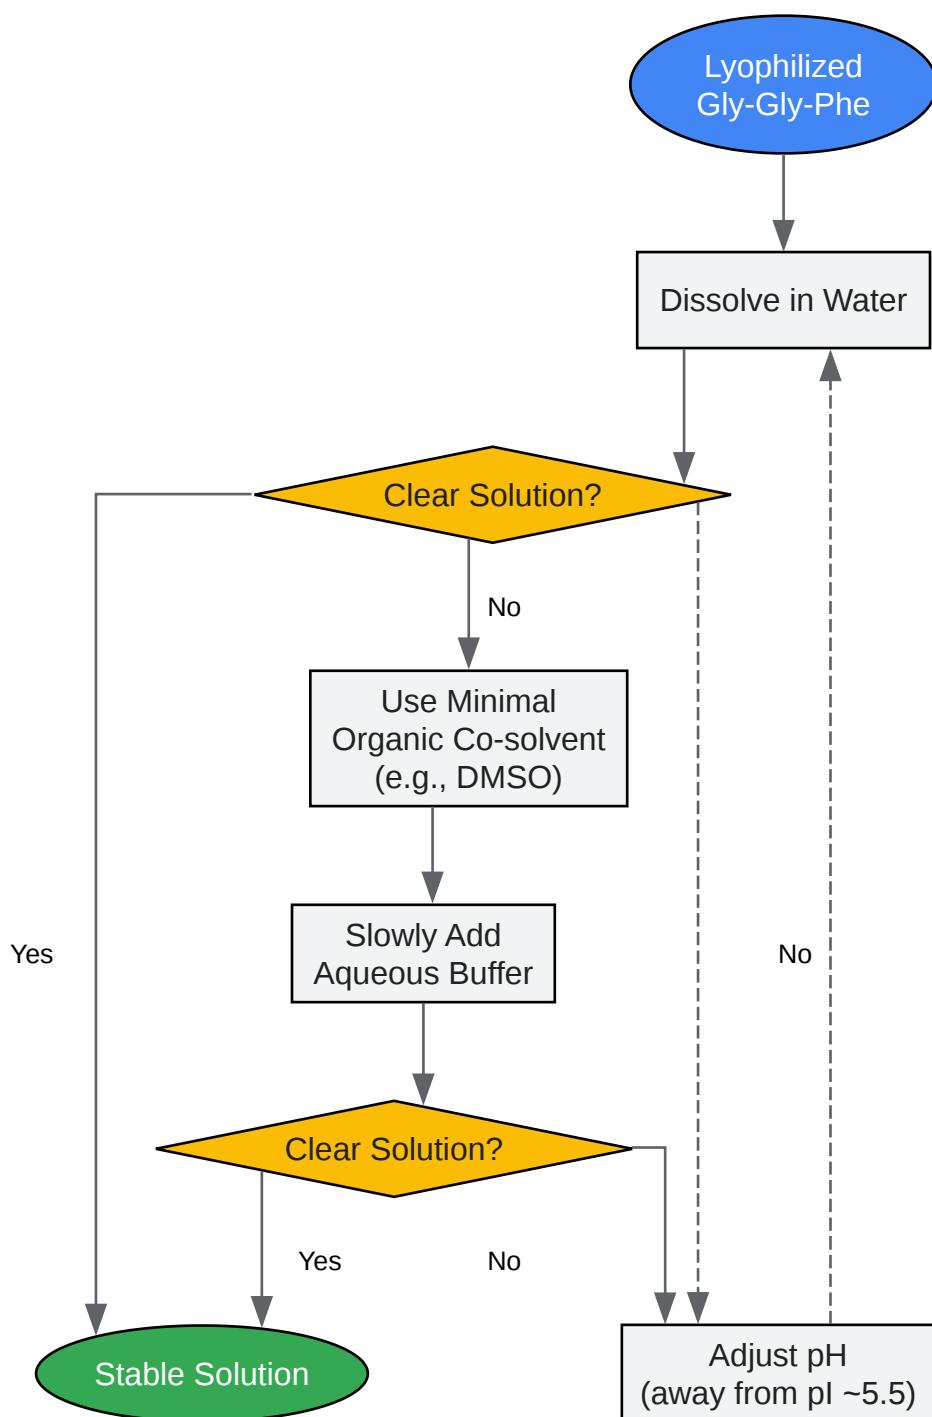 Lyophilized
Gly-Gly-Phe
Dissolve in Water
Clear Solution?
No
Use Minimal
Organic Co-solvent
(e.g., DMSO)
Slowly Add
Aqueous Buffer
Yes
No
Clear Solution?
Yes
No
Stable Solution
Adjust pH
(away from pI ~5.5)